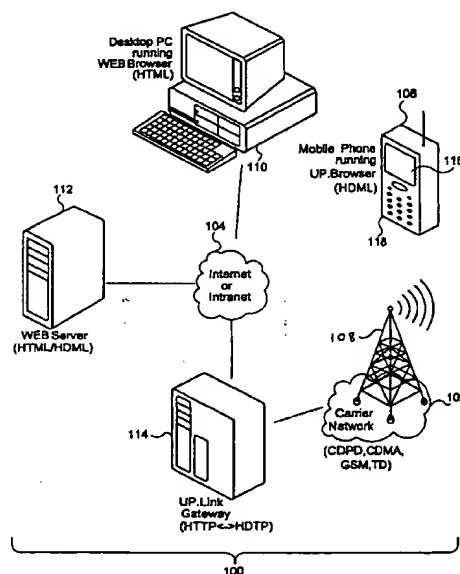 Desktop PC
running
WEB Browser
(HTML)
106
Mobile Phone
running
UP.Browser
(HDML)
116
118
110
112
104
Internet
or
Intranet
WEB Server
(HTML/HDML)
108
114
Carrier
Network
(CDPD,CDMA,
GSM,TD)
UP.Link
Gateway
(HTTP<->HDTP)
100